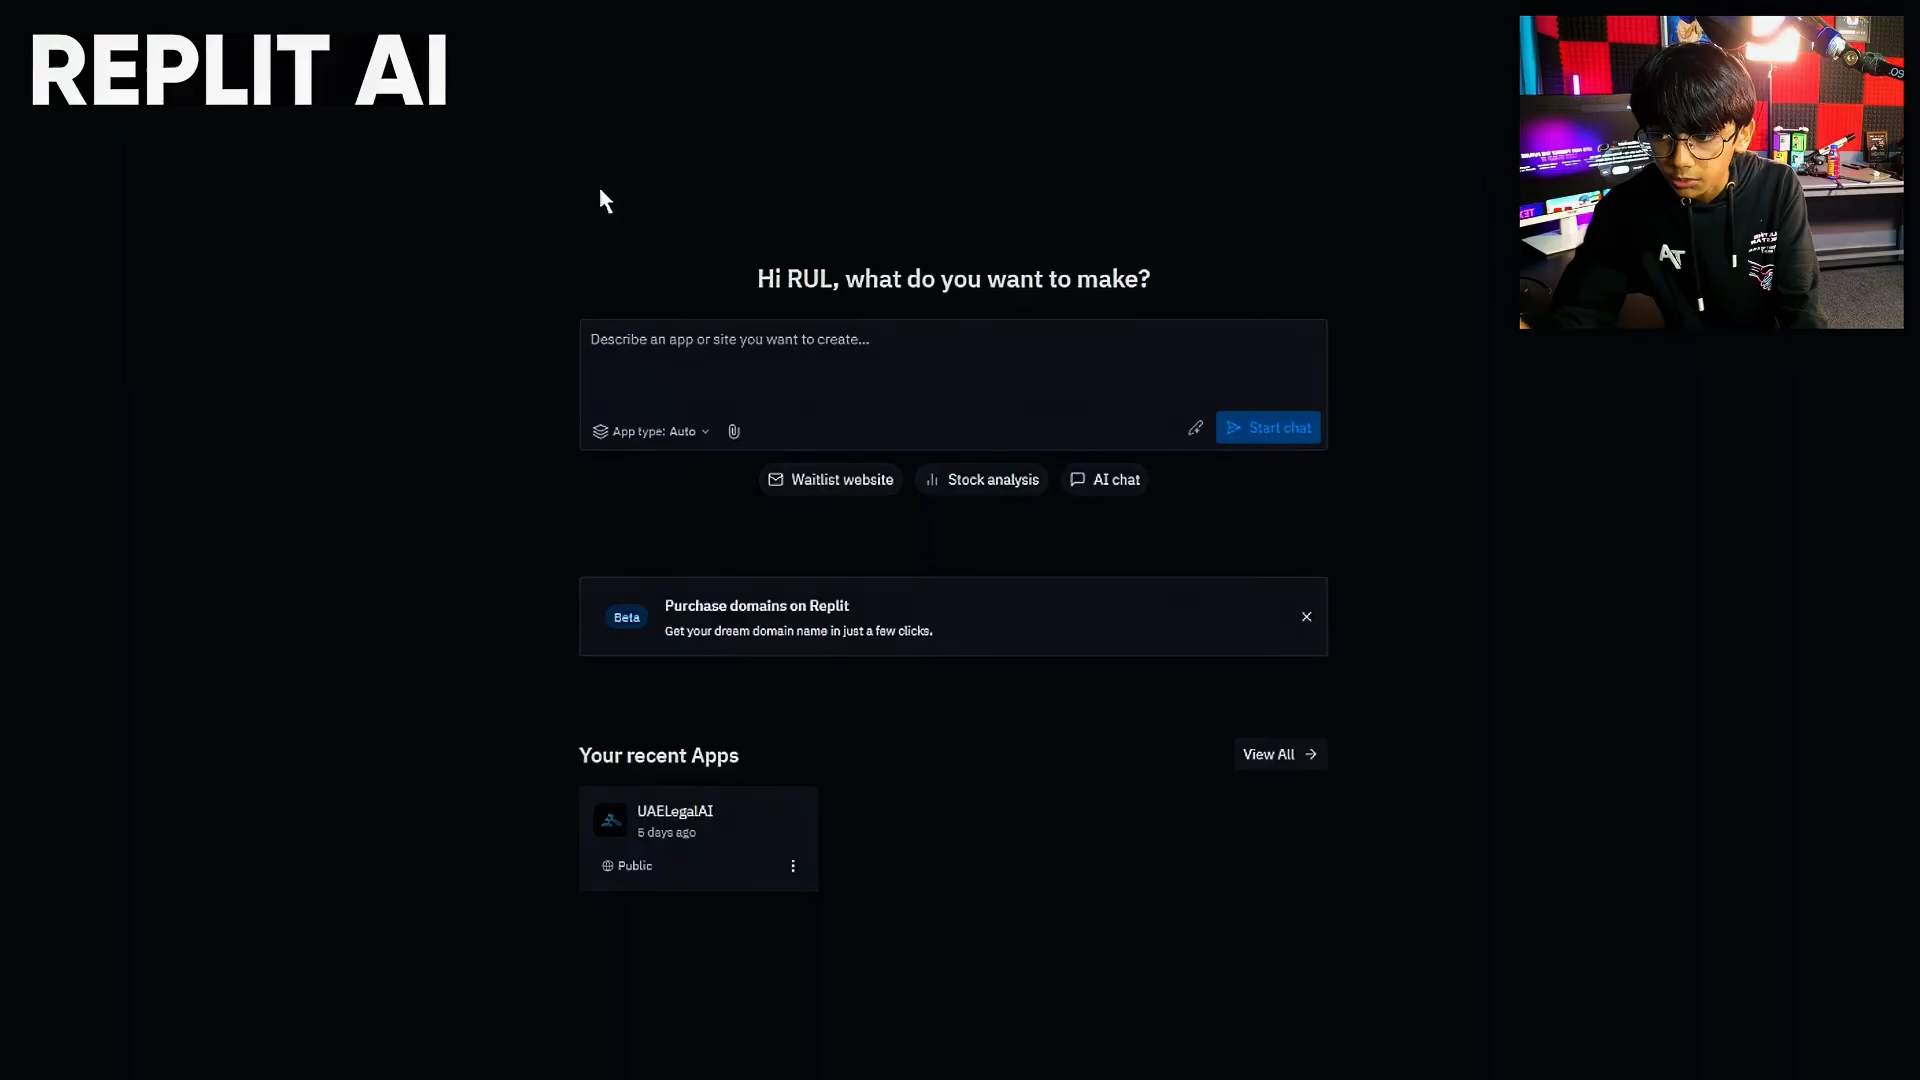 REPLIT AI
Hi RUL, what do you want to make?
Describe an app or site you want to create...
App type: Auto
Start chat
Waitlist website
Stock analysis
AI chat
Beta
Purchase domains on Replit
Get your dream domain name in just a few clicks.
Your recent Apps
View All
UAELegalAI
5 days ago
Public
AT